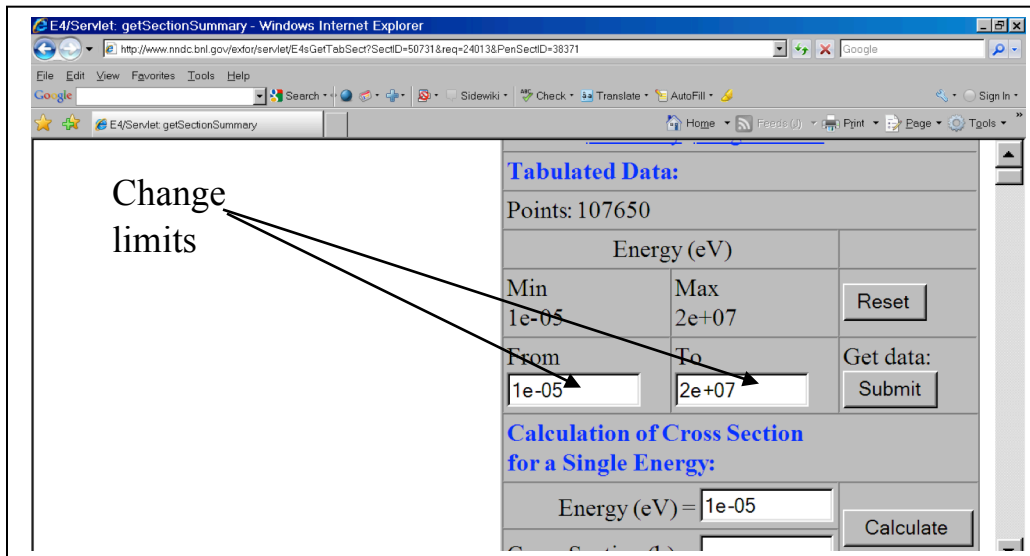 E4/Servlet: getSectionSummary - Windows Internet Explorer
http://www.nndc.bnl.gov/exfor/servlet/E4sGetTabSect?SectID=50731&req=24013&PenSectID=38371
Google
File Edit View Favorites Tools Help
Google Search Sidewiki Check Translate AutoFill Sign In
E4/Servlet: getSectionSummary Home Feeds (J) Print Page Tools »
Tabulated Data:
Change
limits
Points: 107650
Energy (eV)
Min Max
1e-05 2e+07 Reset
From To Get data:
1e-05 2e+07 Submit
Calculation of Cross Section
for a Single Energy:
Energy (eV) = 1e-05
Calculate